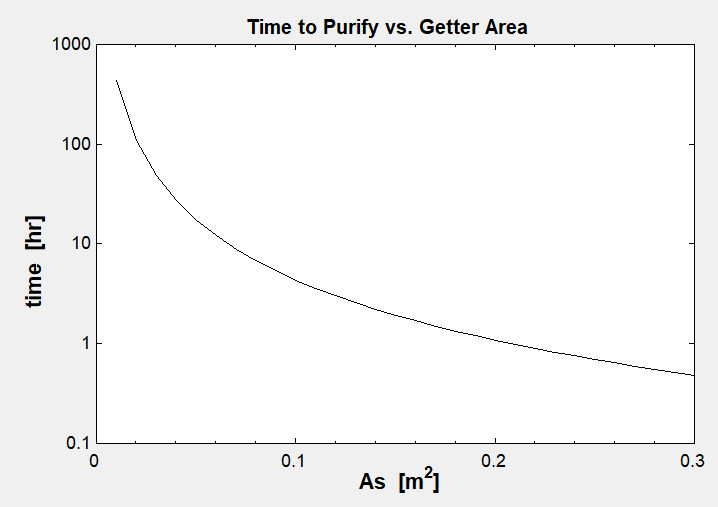 Time to Purify vs. Getter Area
1000
100
10
1
0.1
time [hr]
0 0.1 0.2 0.3
As [m²]